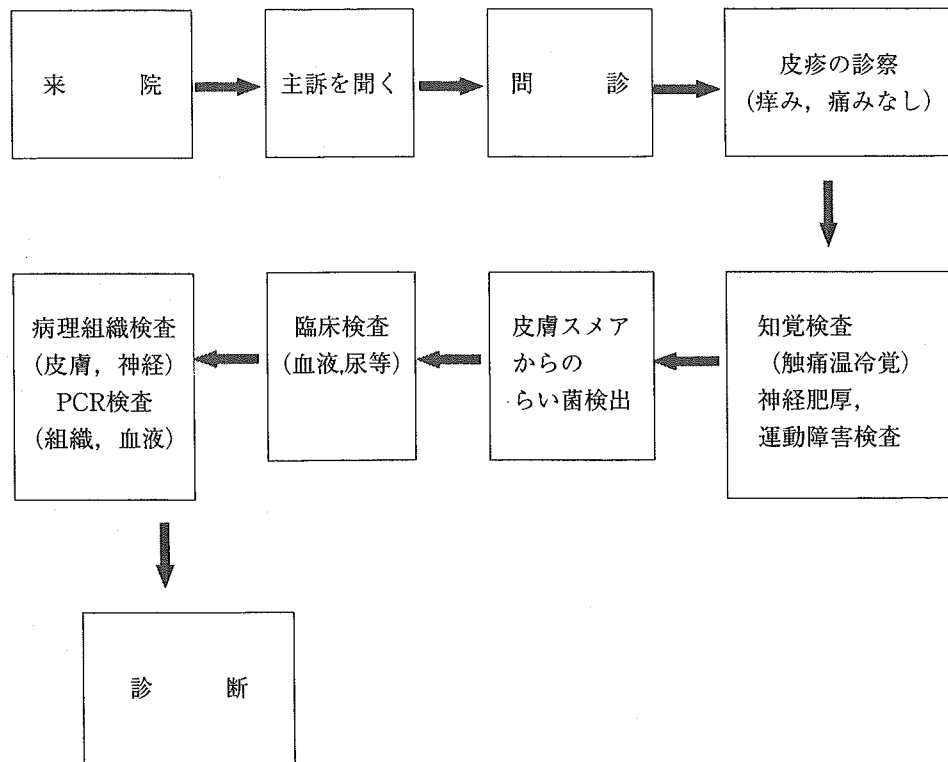 来　院
主訴を聞く
問　診
皮疹の診察
(痒み，痛みなし)
知覚検査
(触痛温冷覚)
神経肥厚，
運動障害検査
皮膚スメア
からの
らい菌検出
臨床検査
(血液,尿等)
病理組織検査
(皮膚，神経)
PCR検査
(組織，血液)
診　断